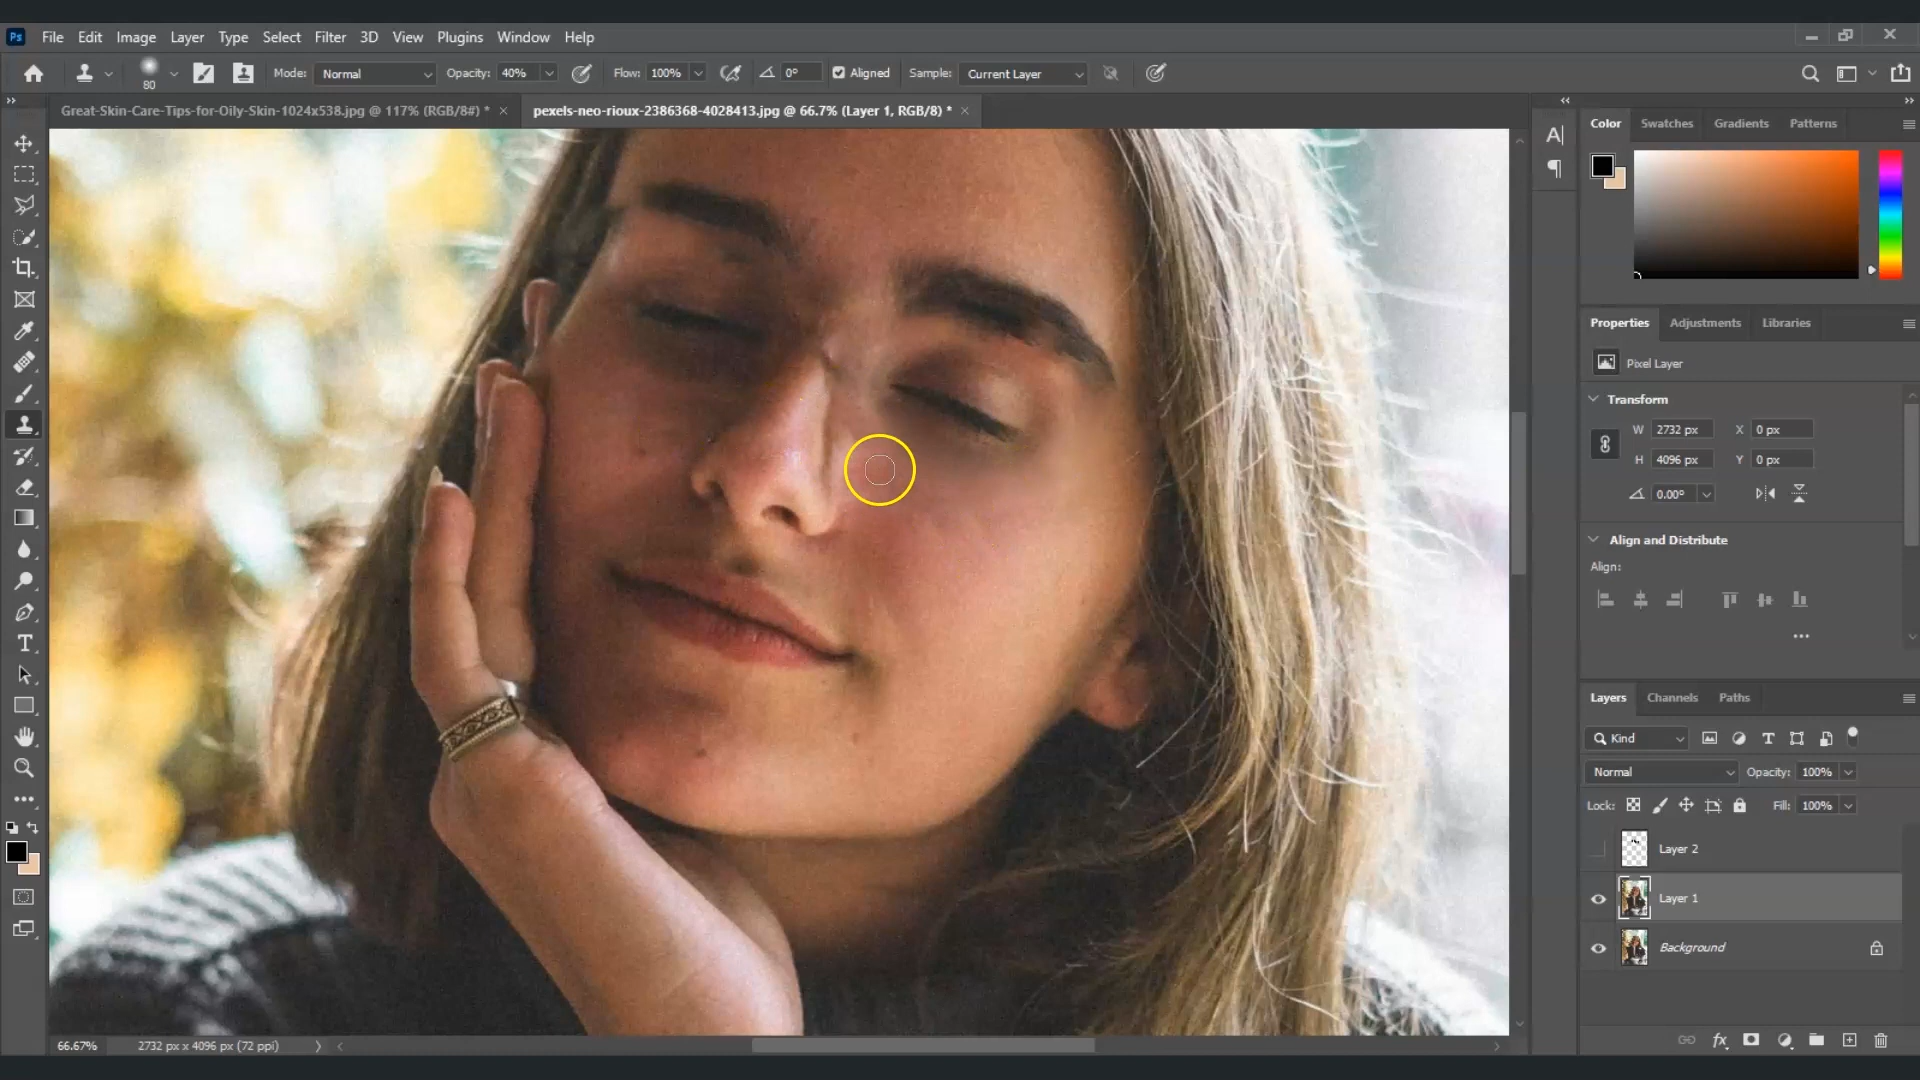 Ps File Edit Image Layer Type Select Filter 3D View Plugins Window Help
80 Mode: Normal Opacity: 40% Flow: 100% 0° Aligned Sample: Current Layer
Great-Skin-Care-Tips-for-Oily-Skin-1024x538.jpg @ 117% (RGB/8#) * × pexels-neo-rioux-2386368-4028413.jpg @ 66.7% (Layer 1, RGB/8) * ×
Color Swatches Gradients Patterns
Properties Adjustments Libraries
Pixel Layer
Transform
W 2732 px X 0 px
H 4096 px Y 0 px
0.00°
Align and Distribute
Align:
Layers Channels Paths
Kind
Normal Opacity: 100%
Lock: Fill: 100%
Layer 2
Layer 1
Background
66.67% 2732 px x 4096 px (72 ppi)